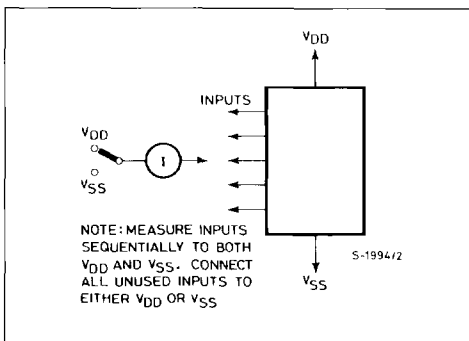 VDD
INPUTS
VDD
I
VSS
NOTE: MEASURE INPUTS
SEQUENTIALLY TO BOTH
VDD AND VSS. CONNECT
ALL UNUSED INPUTS TO
EITHER VDD OR VSS
S-1994/2
VSS